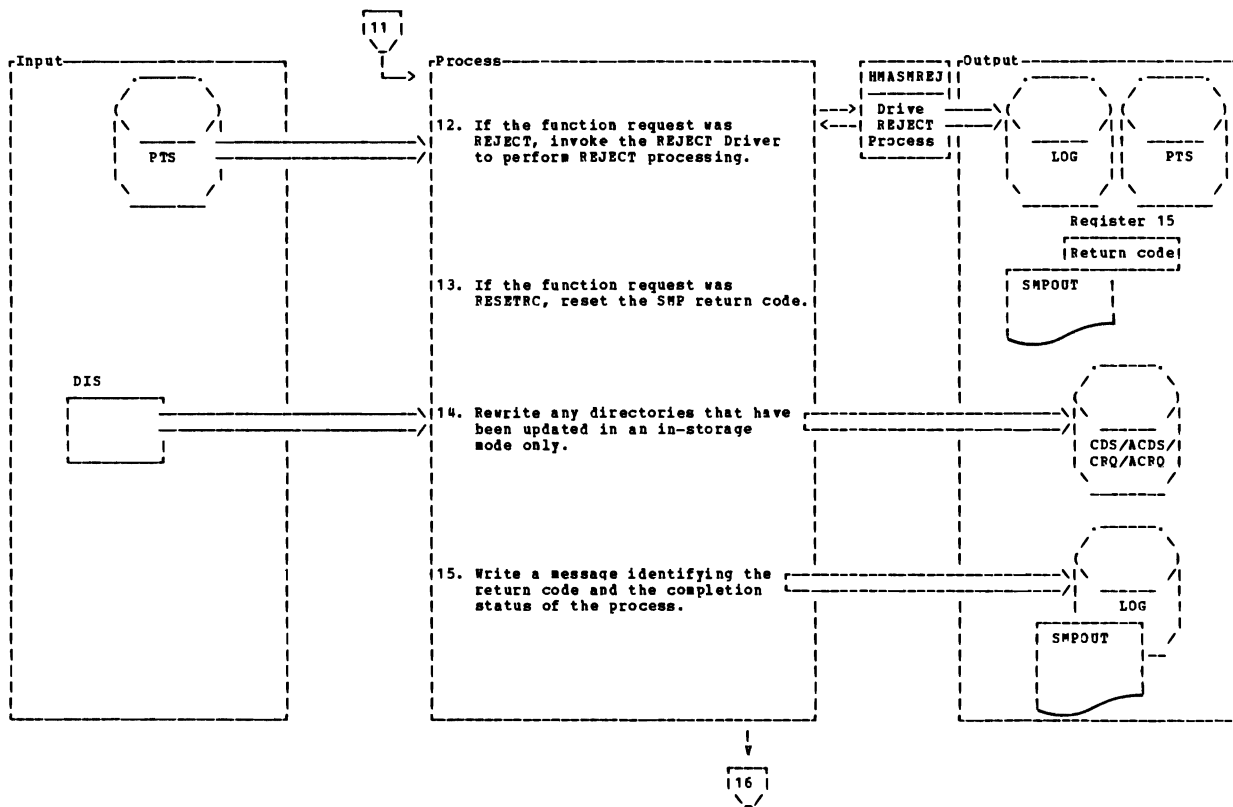 11
Input
Process
Output
HMASMREJ
Drive
REJECT
Process
PTS
12. If the function request was
REJECT, invoke the REJECT Driver
to perform REJECT processing.
LOG
PTS
Register 15
Return code
13. If the function request was
RESETRC, reset the SMP return code.
SMPOUT
DIS
14. Rewrite any directories that have
been updated in an in-storage
mode only.
CDS/ACDS/
CRQ/ACRQ
15. Write a message identifying the
return code and the completion
status of the process.
LOG
SMPOUT
16